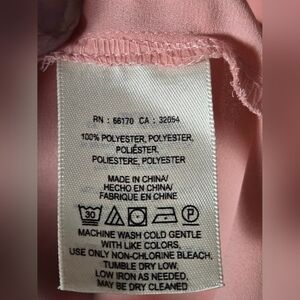 RN : 66170 CA : 32054
100% POLYESTER, POLYESTER,
POLIÉSTER,
POLIESTERE, POLYESTER
MADE IN CHINA/
HECHO EN CHINA/
FABRIQUE EN CHINE
30 P
MACHINE WASH COLD GENTLE
WITH LIKE COLORS,
USE ONLY NON-CHLORINE BLEACH,
TUMBLE DRY LOW,
LOW IRON AS NEEDED,
MAY BE DRY CLEANED